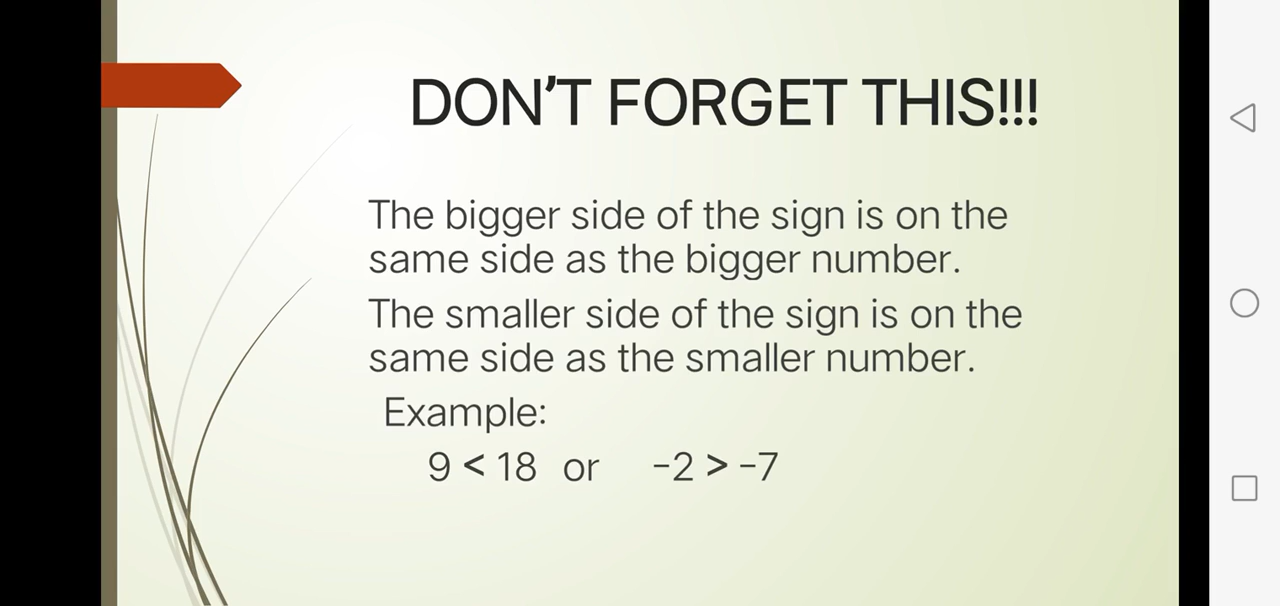 DON’T FORGET THIS!!!
The bigger side of the sign is on the
same side as the bigger number.
The smaller side of the sign is on the
same side as the smaller number.
Example:
9 < 18 or −2 > −7